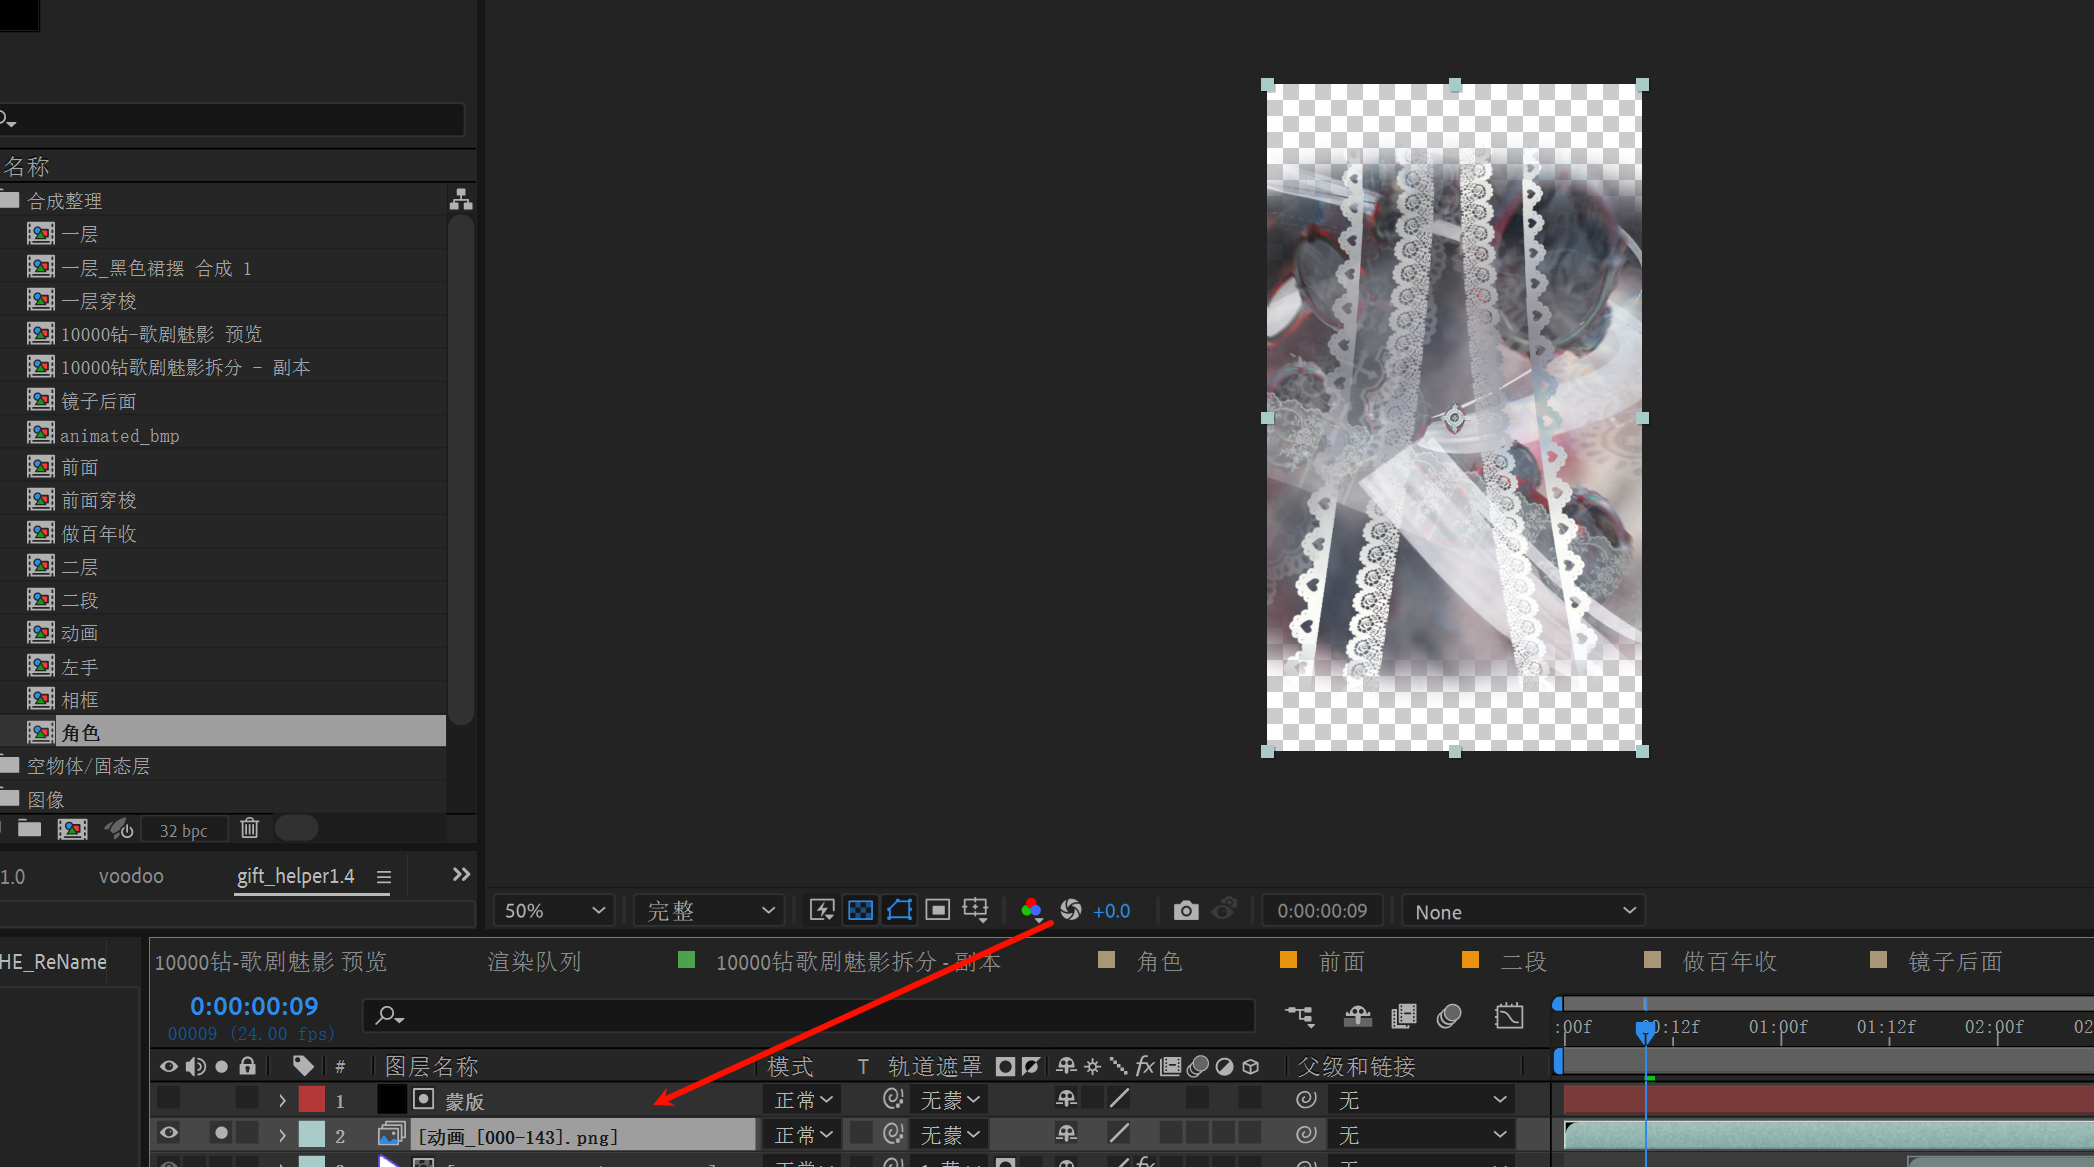 名称
合成整理
一层
一层_黑色裙摆 合成 1
一层穿梭
10000钻-歌剧魅影 预览
10000钻歌剧魅影拆分 - 副本
镜子后面
animated_bmp
前面
前面穿梭
做百年收
二层
二段
动画
左手
相框
角色
空物体/固态层
图像
32 bpc
1.0 voodoo gift_helper1.4
50% 完整 +0.0 0:00:00:09 None
HE_ReName 10000钻-歌剧魅影 预览 渲染队列 10000钻歌剧魅影拆分 - 副本 角色 前面 二段 做百年收 镜子后面
0:00:00:09
00009 (24.00 fps)
:00f 0:12f 01:00f 01:12f 02:00f 02
# 图层名称 模式 T 轨道遮罩 fx 父级和链接
1 蒙版 正常 无蒙 无
2 [动画_[000-143].png] 正常 无蒙 无